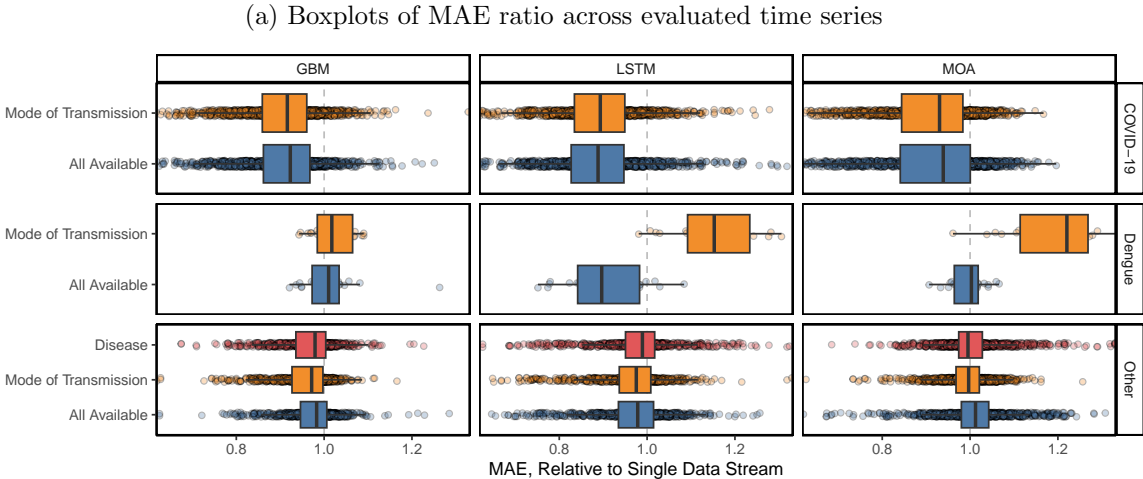 (a) Boxplots of MAE ratio across evaluated time series
GBM
LSTM
MOA
Mode of Transmission
All Available
COVID−19
Mode of Transmission
All Available
Dengue
Disease
Mode of Transmission
All Available
Other
0.8 1.0 1.2 0.8 1.0 1.2 0.8 1.0 1.2
MAE, Relative to Single Data Stream